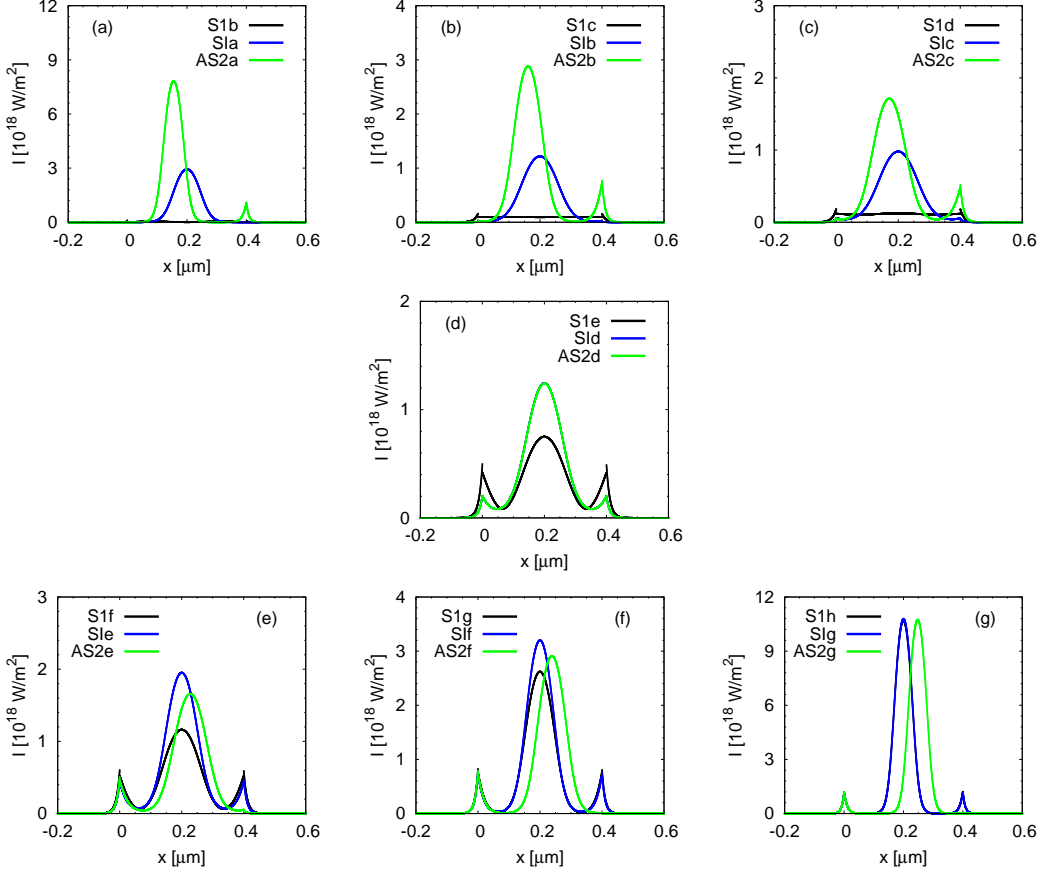 (a) S1b
SIa
AS2a
I [10^18 W/m^2]
12
9
6
3
0
-0.2 0 0.2 0.4 0.6
x [μm]
(b) S1c
SIb
AS2b
I [10^18 W/m^2]
4
3
2
1
0
-0.2 0 0.2 0.4 0.6
x [μm]
(c) S1d
SIc
AS2c
I [10^18 W/m^2]
3
2
1
0
-0.2 0 0.2 0.4 0.6
x [μm]
(d) S1e
SId
AS2d
I [10^18 W/m^2]
2
1
0
-0.2 0 0.2 0.4 0.6
x [μm]
S1f (e)
SIe
AS2e
I [10^18 W/m^2]
3
2
1
0
-0.2 0 0.2 0.4 0.6
x [μm]
S1g (f)
SIf
AS2f
I [10^18 W/m^2]
4
3
2
1
0
-0.2 0 0.2 0.4 0.6
x [μm]
S1h (g)
SIg
AS2g
I [10^18 W/m^2]
12
9
6
3
0
-0.2 0 0.2 0.4 0.6
x [μm]